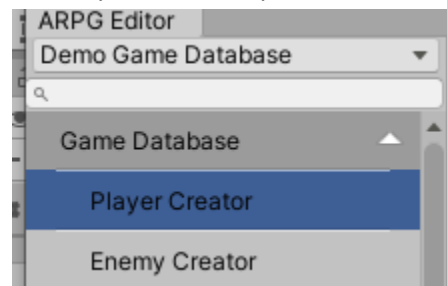 ARPG Editor
Demo Game Database
Game Database
Player Creator
Enemy Creator